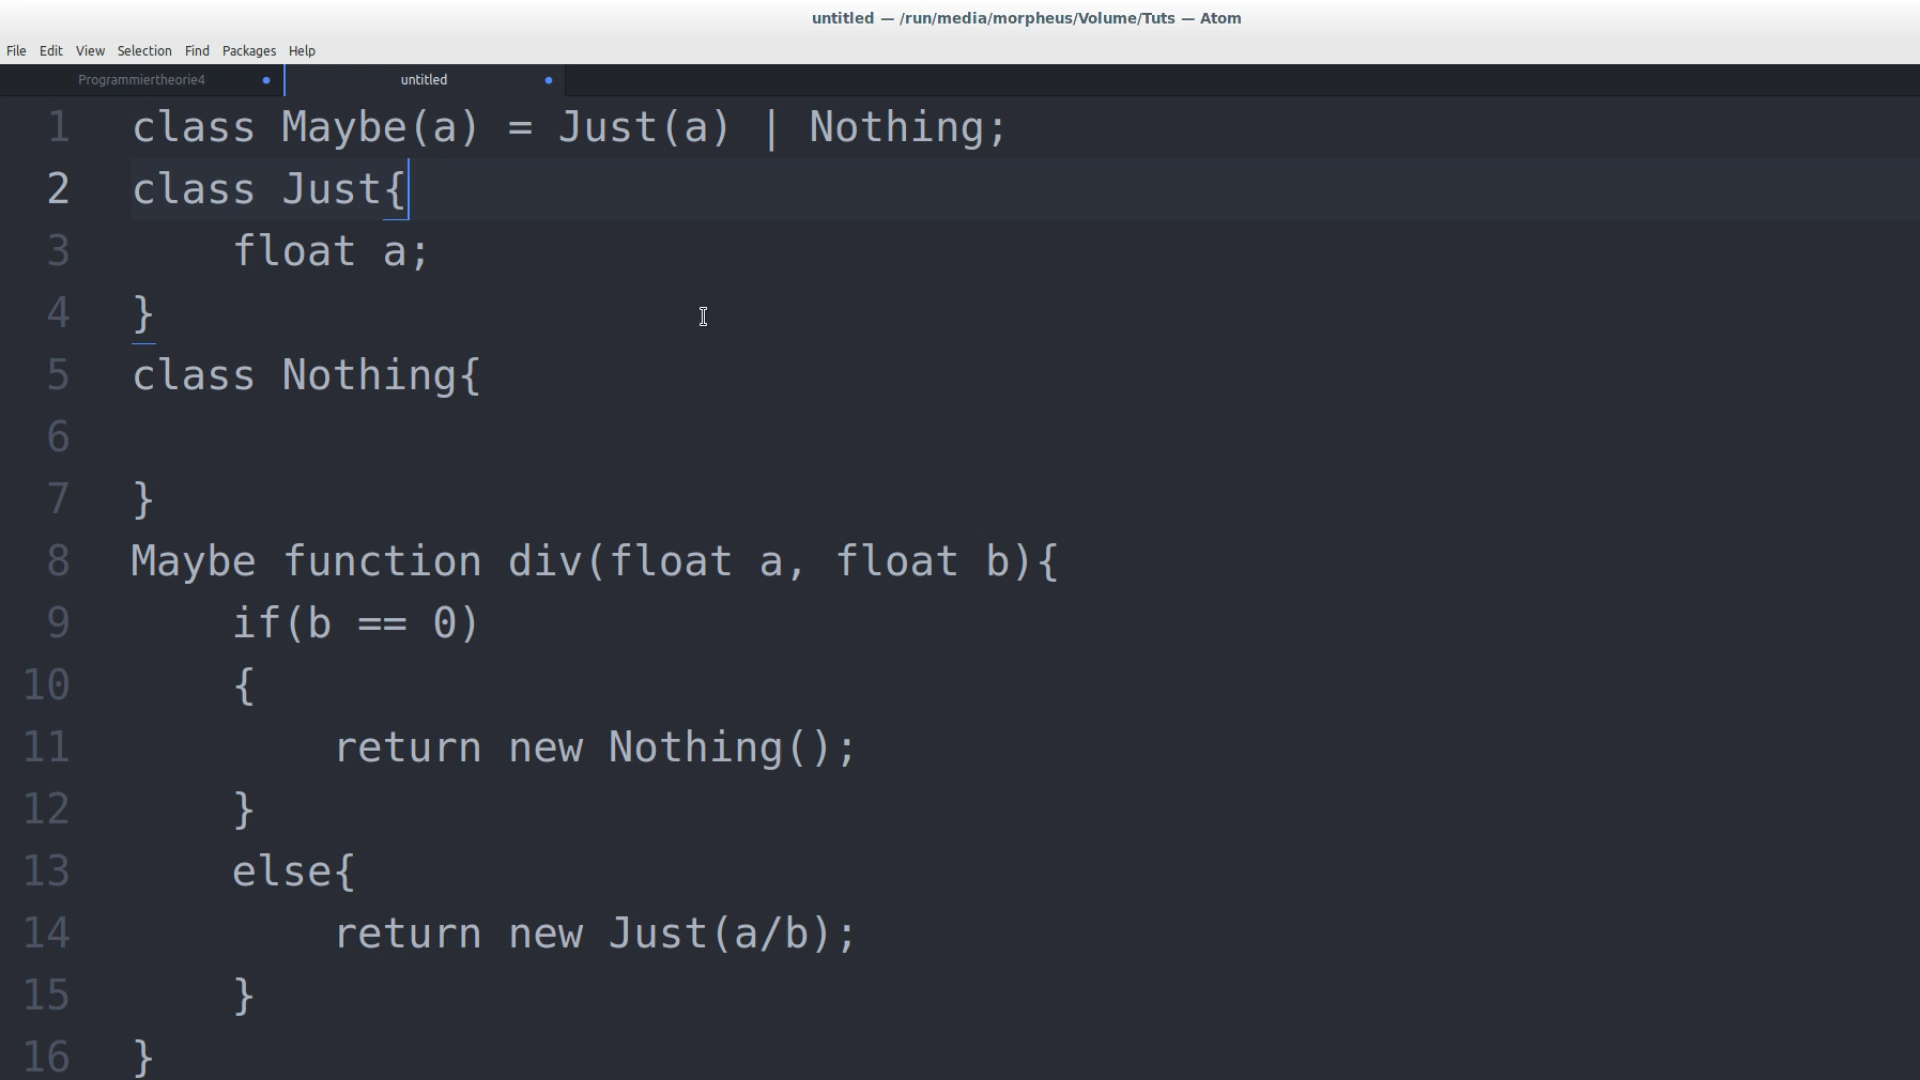 untitled — /run/media/morpheus/Volume/Tuts — Atom
File Edit View Selection Find Packages Help
Programmiertheorie4 untitled
1 class Maybe(a) = Just(a) | Nothing;
2 class Just{
3     float a;
4 }
5 class Nothing{
6
7 }
8 Maybe function div(float a, float b){
9     if(b == 0)
10     {
11         return new Nothing();
12     }
13     else{
14         return new Just(a/b);
15     }
16 }